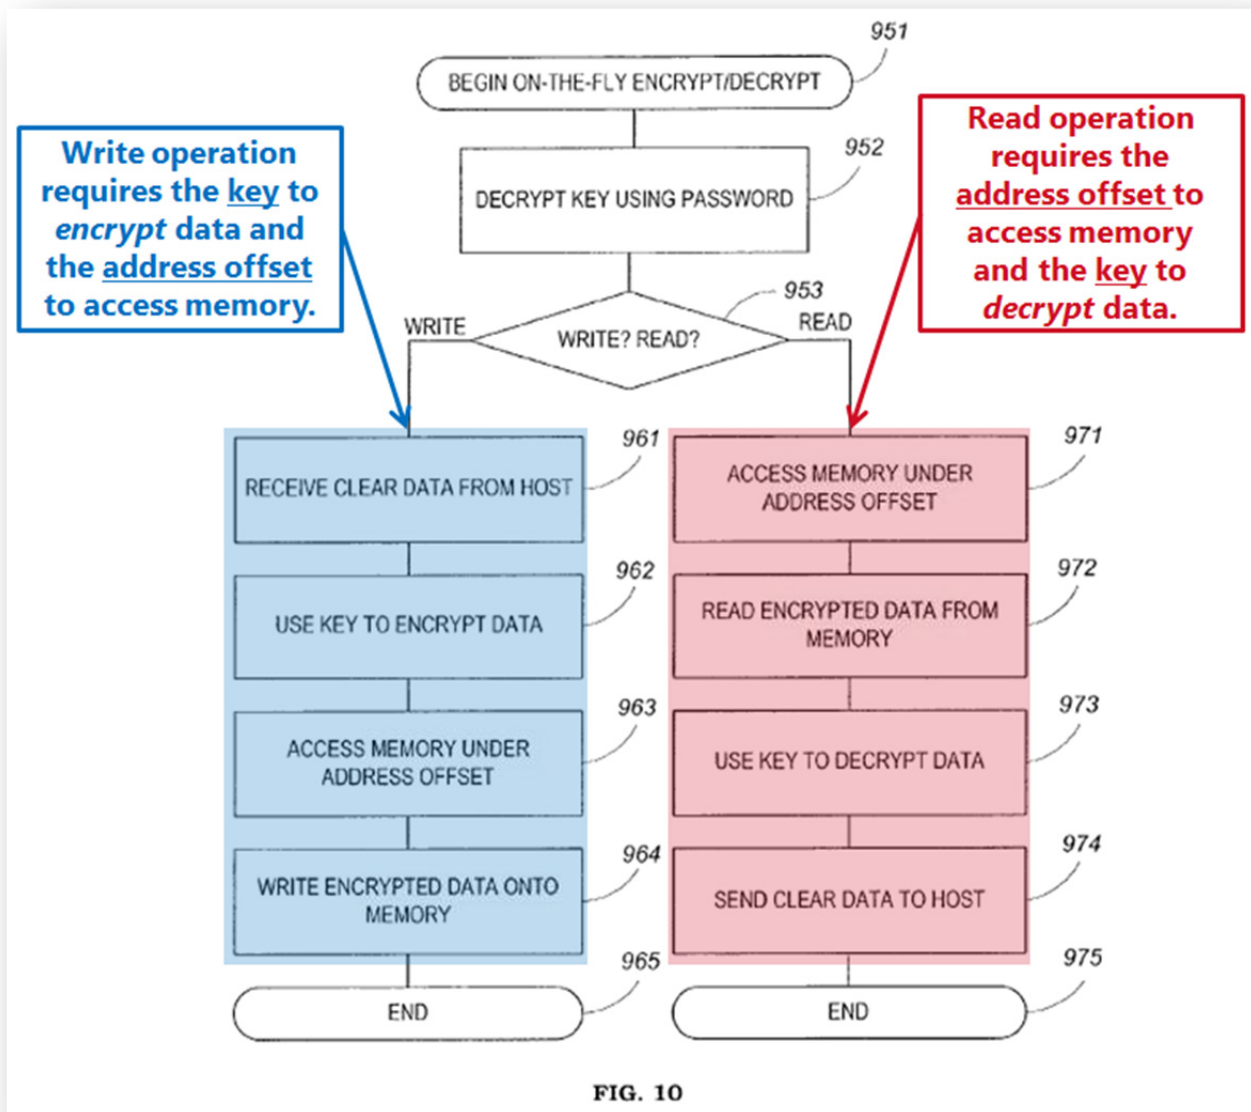 951
BEGIN ON-THE-FLY ENCRYPT/DECRYPT
Write operation
requires the key to
encrypt data and
the address offset
to access memory.
Read operation
requires the
address offset to
access memory
and the key to
decrypt data.
952
DECRYPT KEY USING PASSWORD
953
WRITE
WRITE? READ?
READ
961
RECEIVE CLEAR DATA FROM HOST
962
USE KEY TO ENCRYPT DATA
963
ACCESS MEMORY UNDER
ADDRESS OFFSET
964
WRITE ENCRYPTED DATA ONTO
MEMORY
965
END
971
ACCESS MEMORY UNDER
ADDRESS OFFSET
972
READ ENCRYPTED DATA FROM
MEMORY
973
USE KEY TO DECRYPT DATA
974
SEND CLEAR DATA TO HOST
975
END
FIG. 10